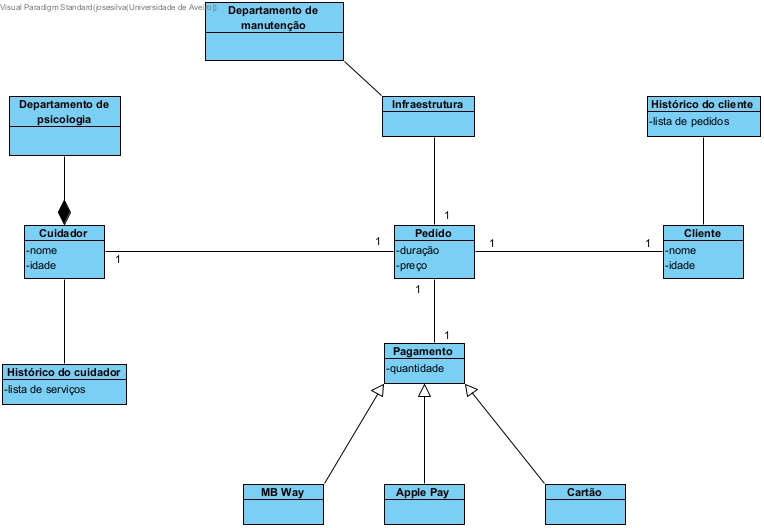 Visual Paradigm Standard(josesilva(Universidade de Aveiro))
Departamento de
manutenção
Departamento de
psicologia
Infraestrutura
Histórico do cliente
-lista de pedidos
1
Cuidador
-nome
-idade
1
1
Pedido
-duração
-preço
1
1
Cliente
-nome
-idade
1
1
Pagamento
-quantidade
Histórico do cuidador
-lista de serviços
MB Way
Apple Pay
Cartão